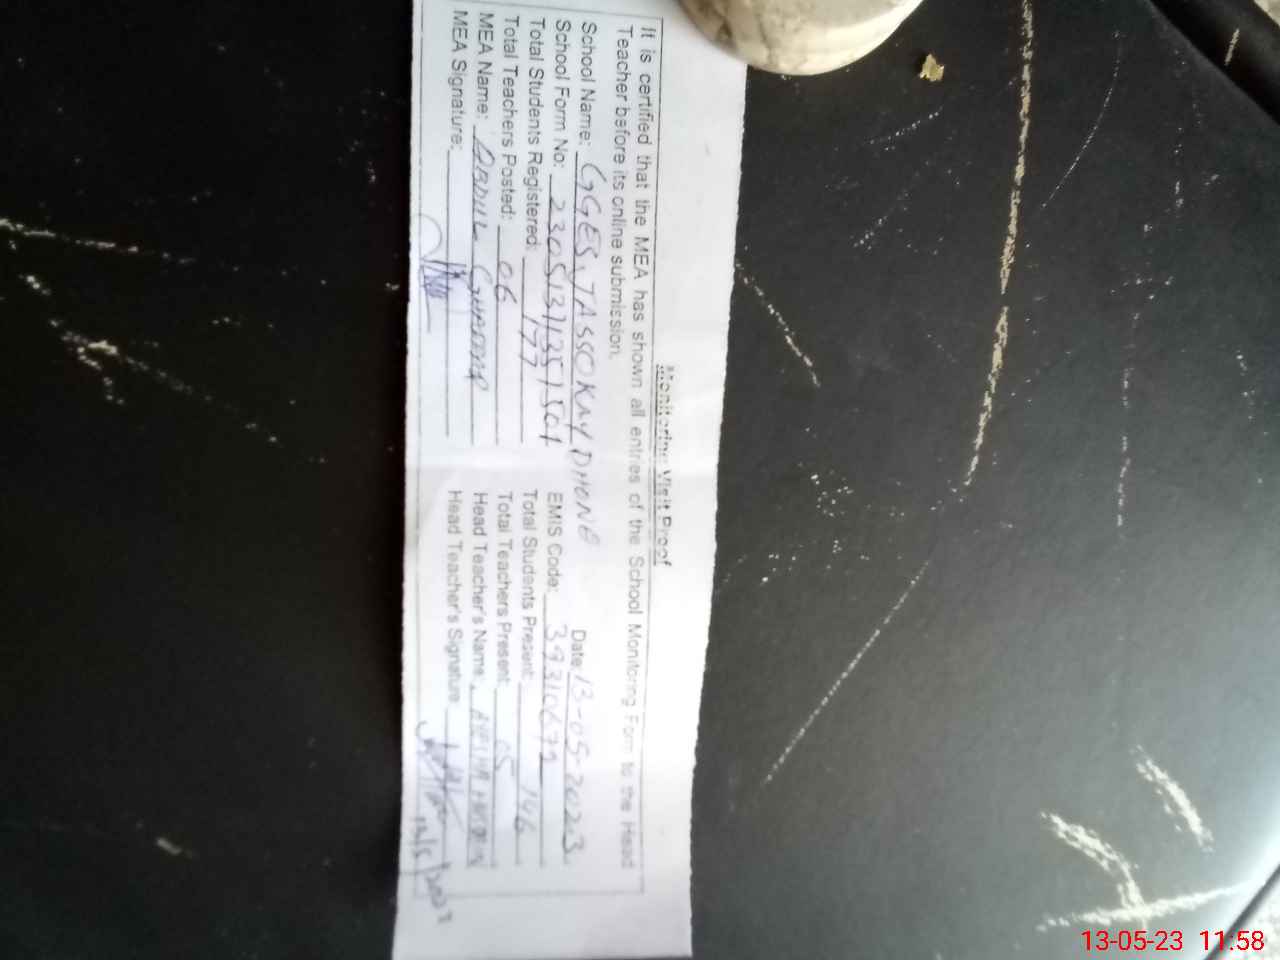 Monitoring Visit Proof
It is certified that the MEA has shown all entries of the School Monitoring Form to the Head
Teacher before its online submission.
School Name: GGES, JASSOKAY DHONE Date 13-05-2023
School Form No: EMIS Code: 39310679
Total Students Registered: 177 Total Students Present: 146
Total Teachers Posted: 06 Total Teachers Present: 05
MEA Name: ABDUL GHAFFAR Head Teacher's Name
MEA Signature: Head Teacher's Signature
13-05-23 11:58